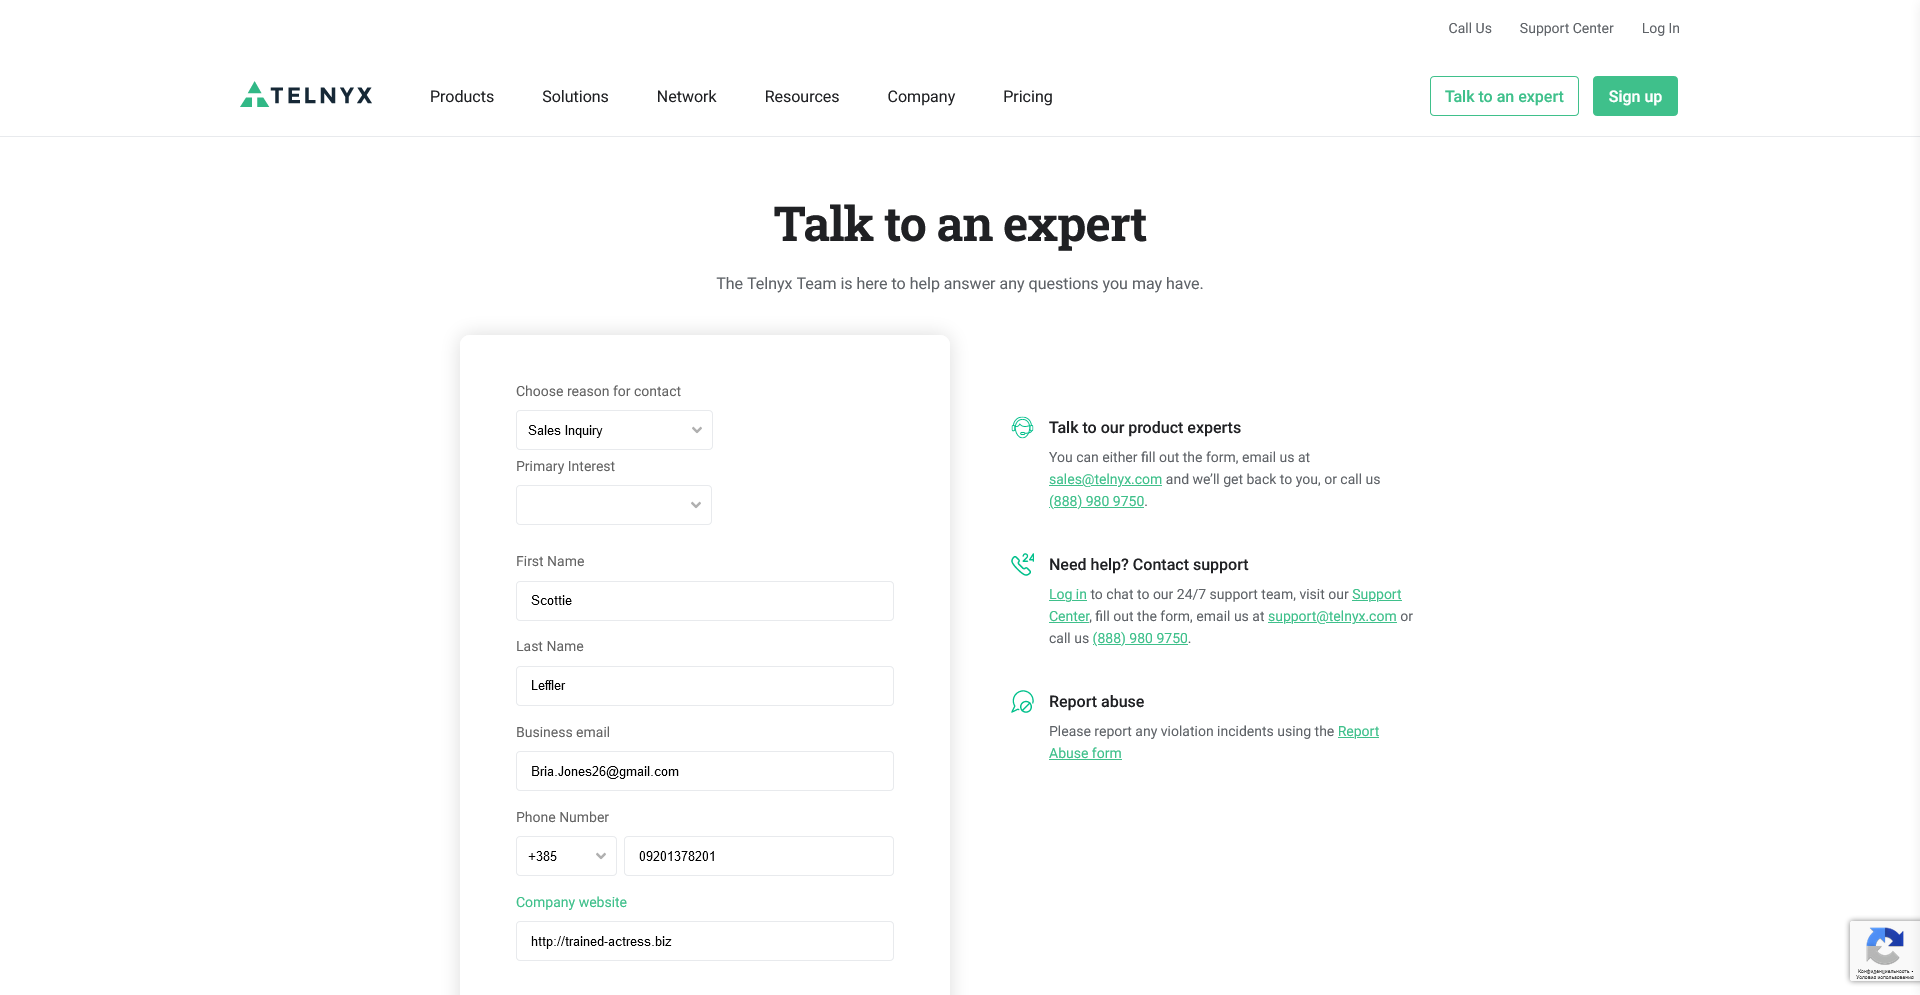 Call Us
Support Center
Log In
TELNYX
Products
Solutions
Network
Resources
Company
Pricing
Talk to an expert
Sign up
Talk to an expert
The Telnyx Team is here to help answer any questions you may have.
Choose reason for contact
Sales Inquiry
Primary Interest
First Name
Scottie
Last Name
Leffler
Business email
Bria.Jones26@gmail.com
Phone Number
+385
09201378201
Company website
http://trained-actress.biz
Talk to our product experts
You can either fill out the form, email us at
sales@telnyx.com and we’ll get back to you, or call us
(888) 980 9750.
24
Need help? Contact support
Log in to chat to our 24/7 support team, visit our Support
Center, fill out the form, email us at support@telnyx.com or
call us (888) 980 9750.
Report abuse
Please report any violation incidents using the Report
Abuse form
Конфиденциальность •
Условия использования